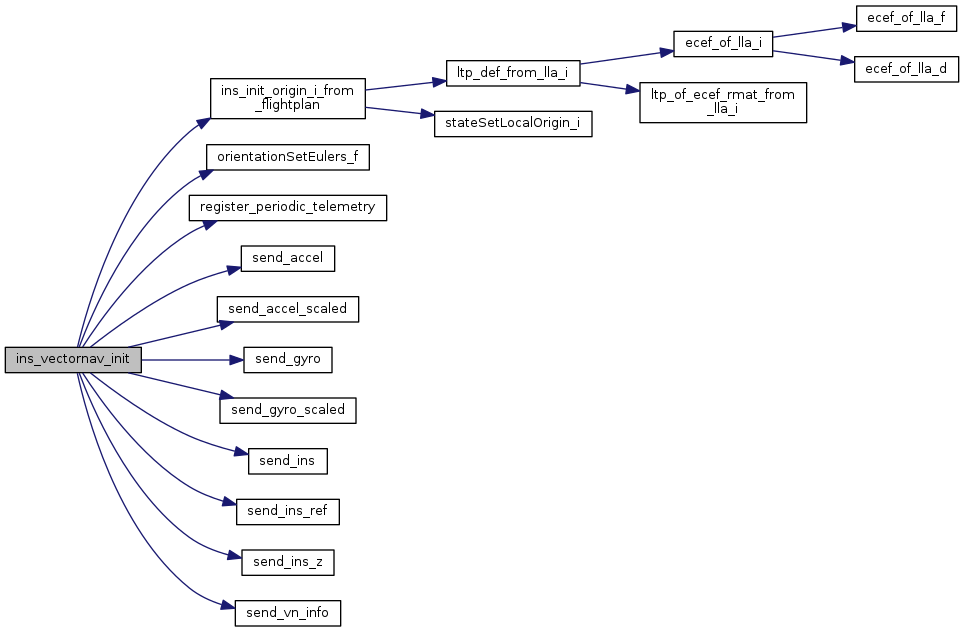 ecef_of_lla_f
ecef_of_lla_i
ecef_of_lla_d
ltp_def_from_lla_i
ins_init_origin_i_from
_flightplan
ltp_of_ecef_rmat_from
_lla_i
stateSetLocalOrigin_i
orientationSetEulers_f
register_periodic_telemetry
send_accel
send_accel_scaled
ins_vectornav_init
send_gyro
send_gyro_scaled
send_ins
send_ins_ref
send_ins_z
send_vn_info